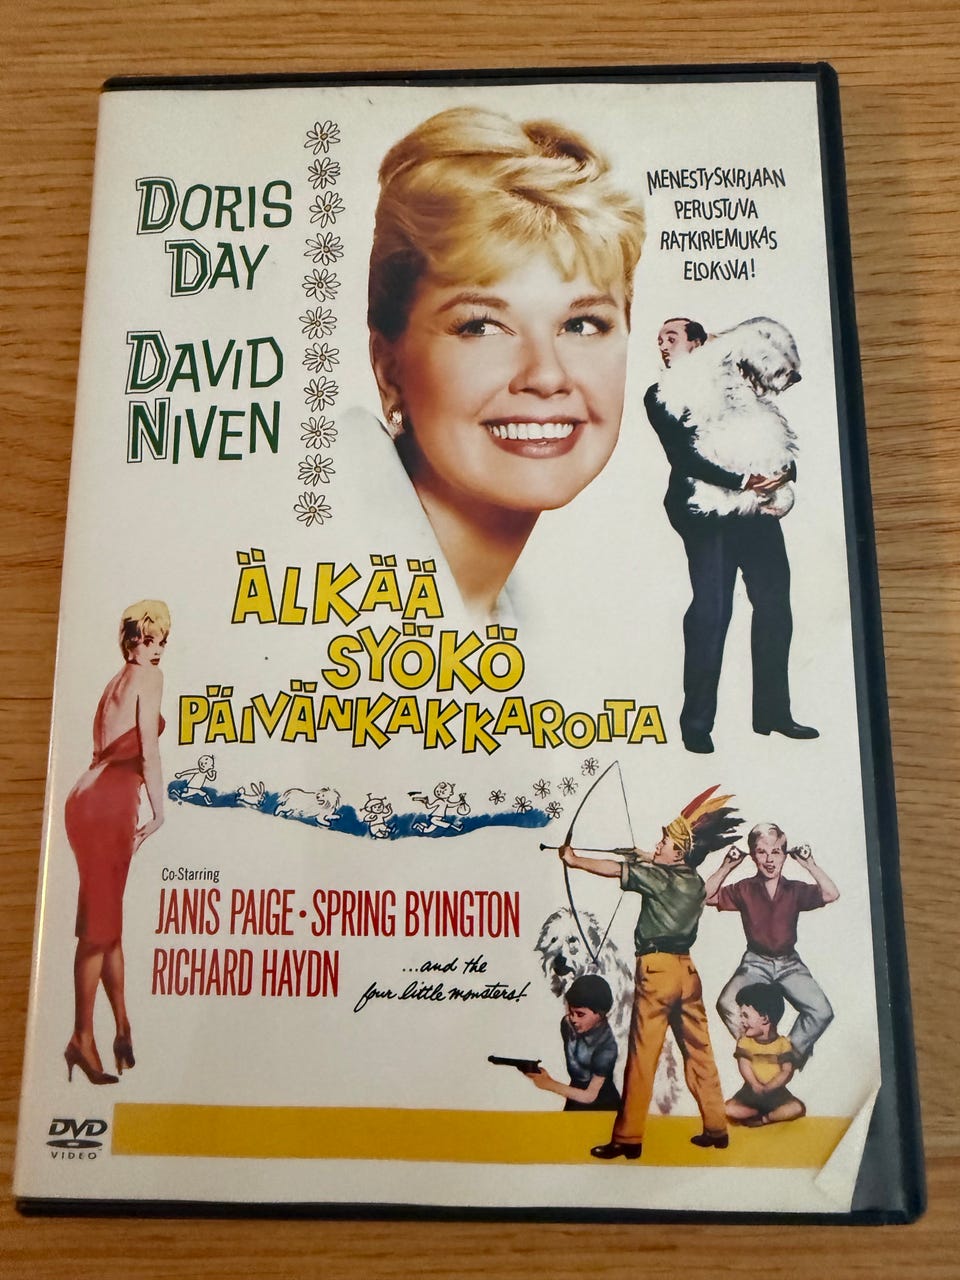 DORIS
DAY
DAVID
NIVEN
MENESTYSKIRJAAN
PERUSTUVA
RATKIRIEMUKAS
ELOKUVA!
ÄLKÄÄ
SYÖKÖ
PÄIVÄNKAKKAROITA
Co-Starring
JANIS PAIGE • SPRING BYINGTON
RICHARD HAYDN
...and the
four little monsters!
DVD
VIDEO